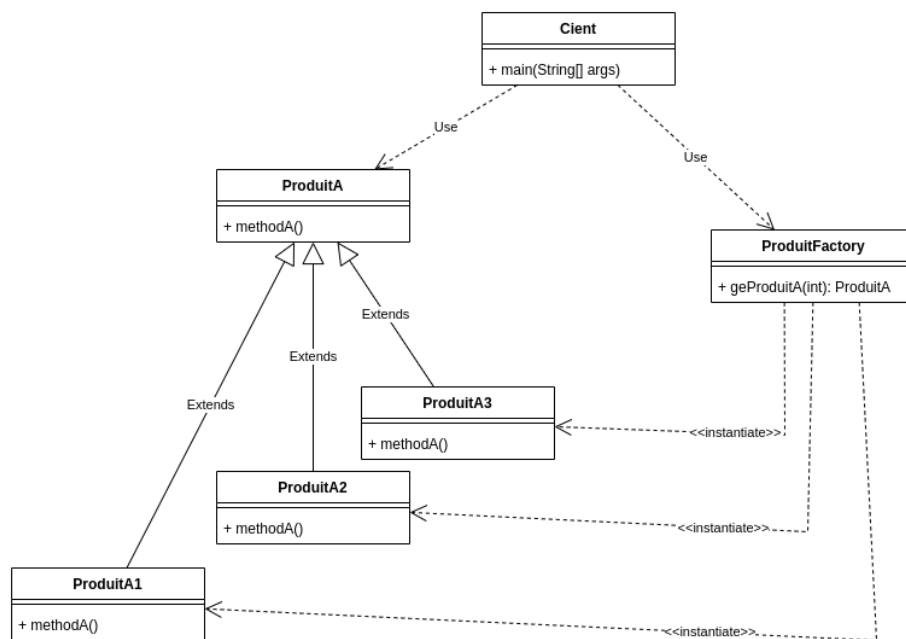 Cient
+ main(String[] args)
Use
Use
ProduitA
+ methodA()
ProduitFactory
+ geProduitA(int): ProduitA
Extends
Extends
Extends
ProduitA3
+ methodA()
<<instantiate>>
ProduitA2
+ methodA()
<<instantiate>>
ProduitA1
+ methodA()
<<instantiate>>